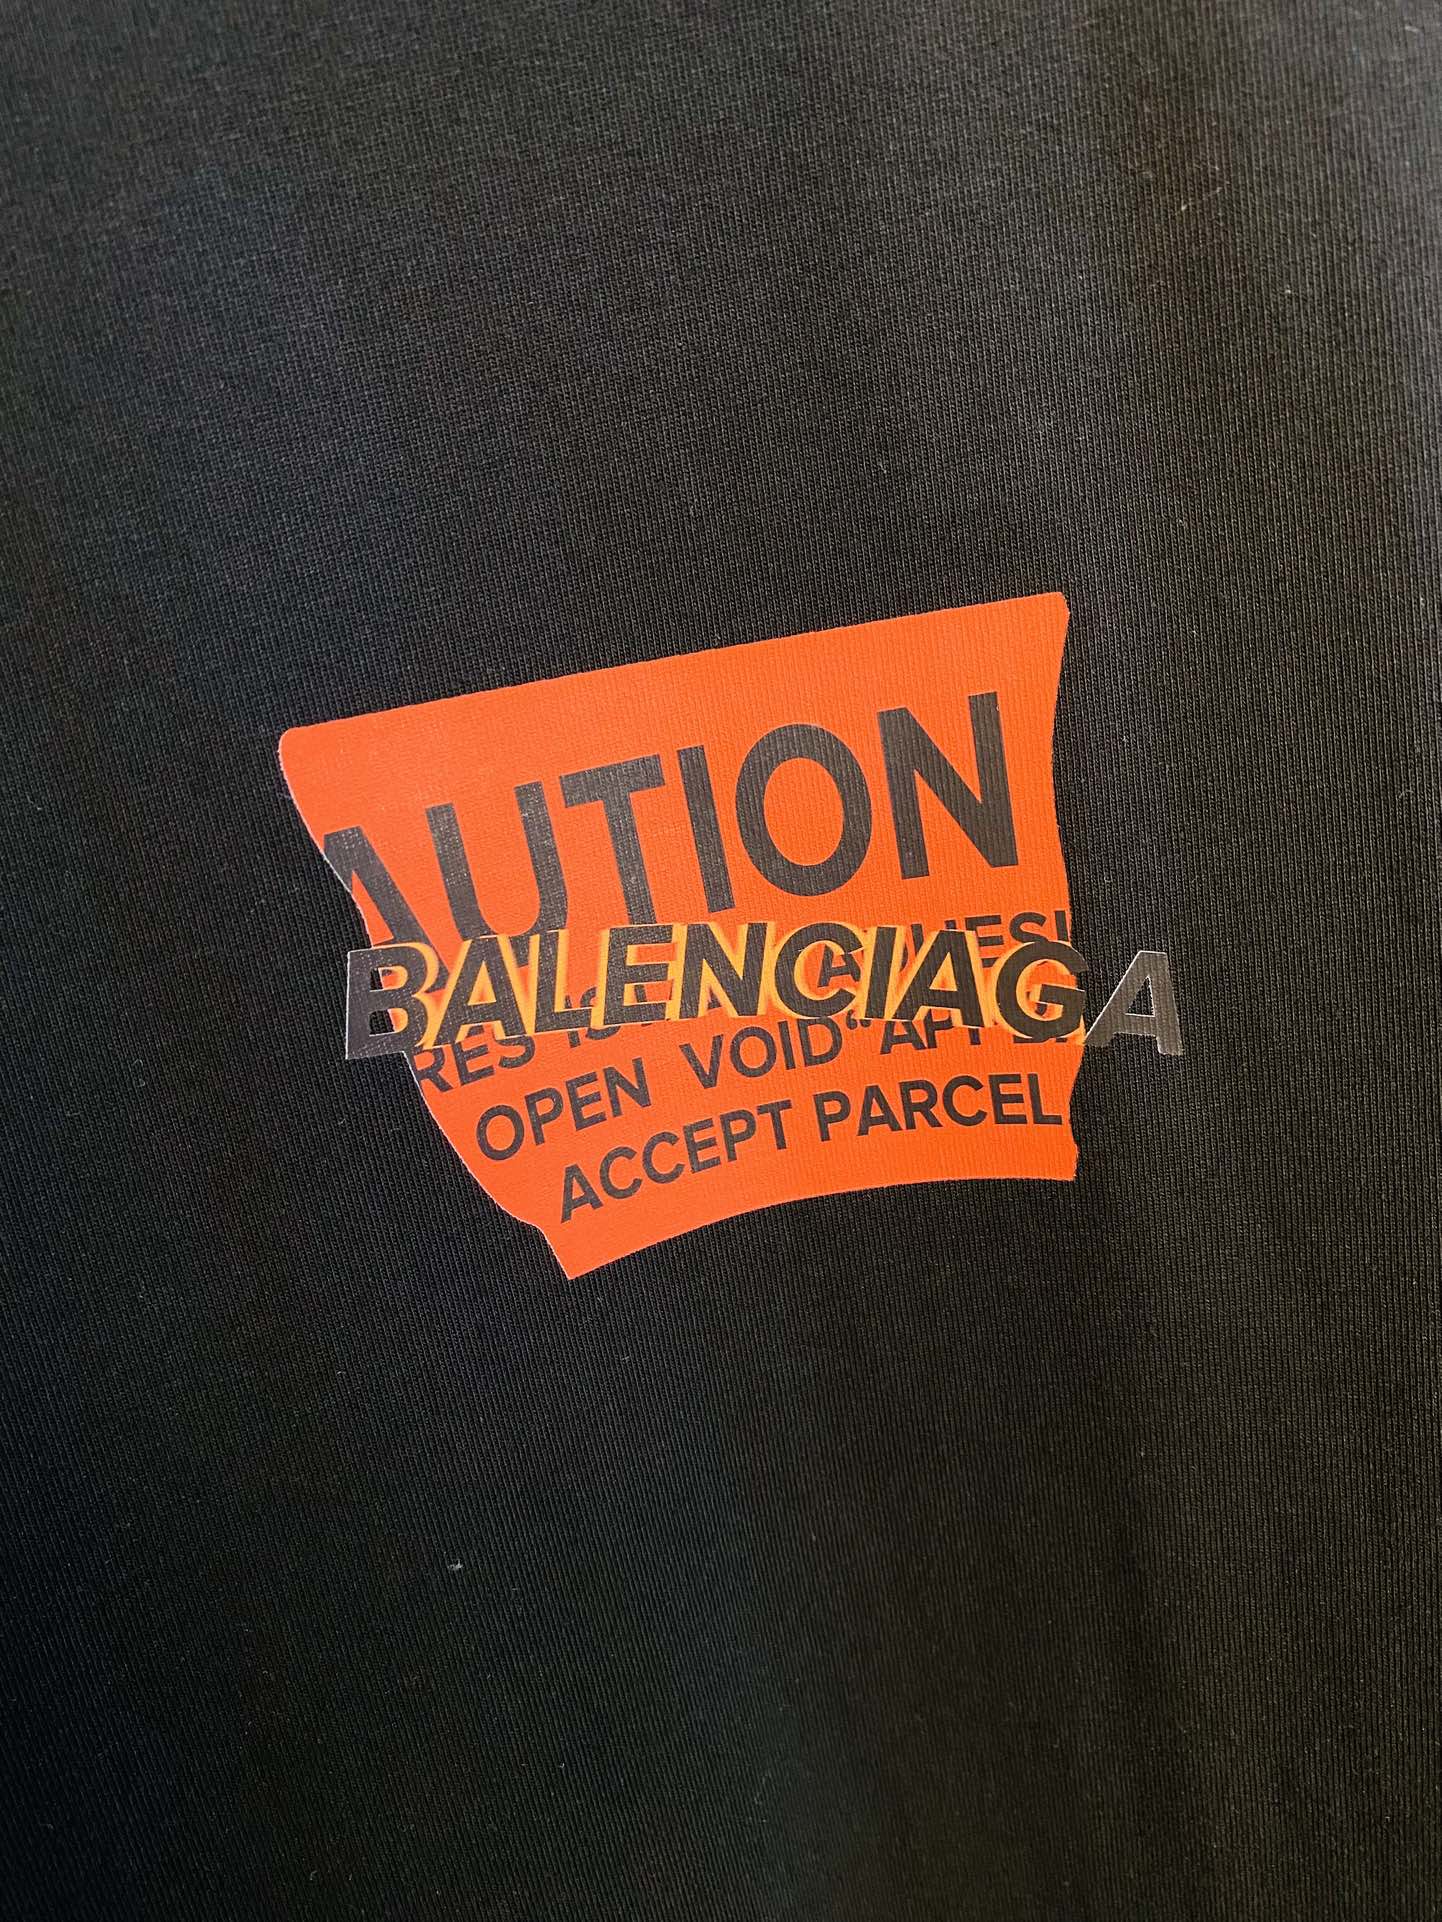 AUTION
BALENCIAGA
OPEN VOID“
ACCEPT PARCEL